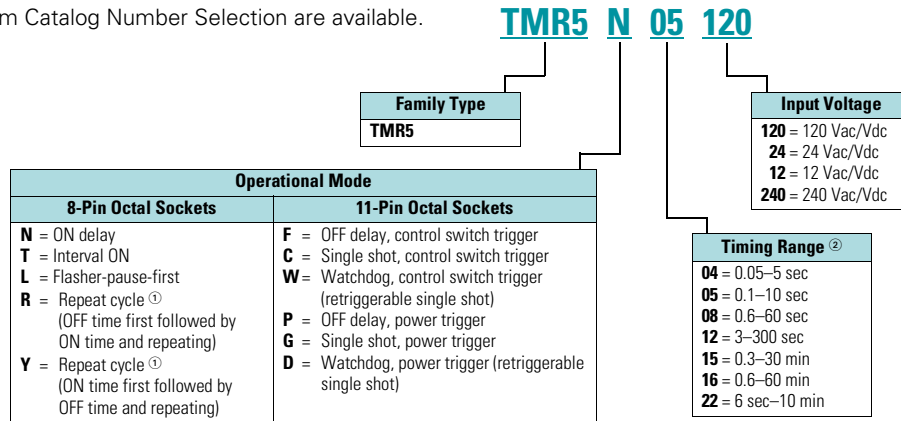 m Catalog Number Selection are available.
TMR5 N 05 120
Family Type
TMR5
Input Voltage
120 = 120 Vac/Vdc
24 = 24 Vac/Vdc
12 = 12 Vac/Vdc
240 = 240 Vac/Vdc
Operational Mode
8-Pin Octal Sockets
N = ON delay
T = Interval ON
L = Flasher-pause-first
R = Repeat cycle ①
(OFF time first followed by
ON time and repeating)
Y = Repeat cycle ①
(ON time first followed by
OFF time and repeating)
11-Pin Octal Sockets
F = OFF delay, control switch trigger
C = Single shot, control switch trigger
W = Watchdog, control switch trigger
(retriggerable single shot)
P = OFF delay, power trigger
G = Single shot, power trigger
D = Watchdog, power trigger (retriggerable
single shot)
Timing Range ②
04 = 0.05–5 sec
05 = 0.1–10 sec
08 = 0.6–60 sec
12 = 3–300 sec
15 = 0.3–30 min
16 = 0.6–60 min
22 = 6 sec–10 min